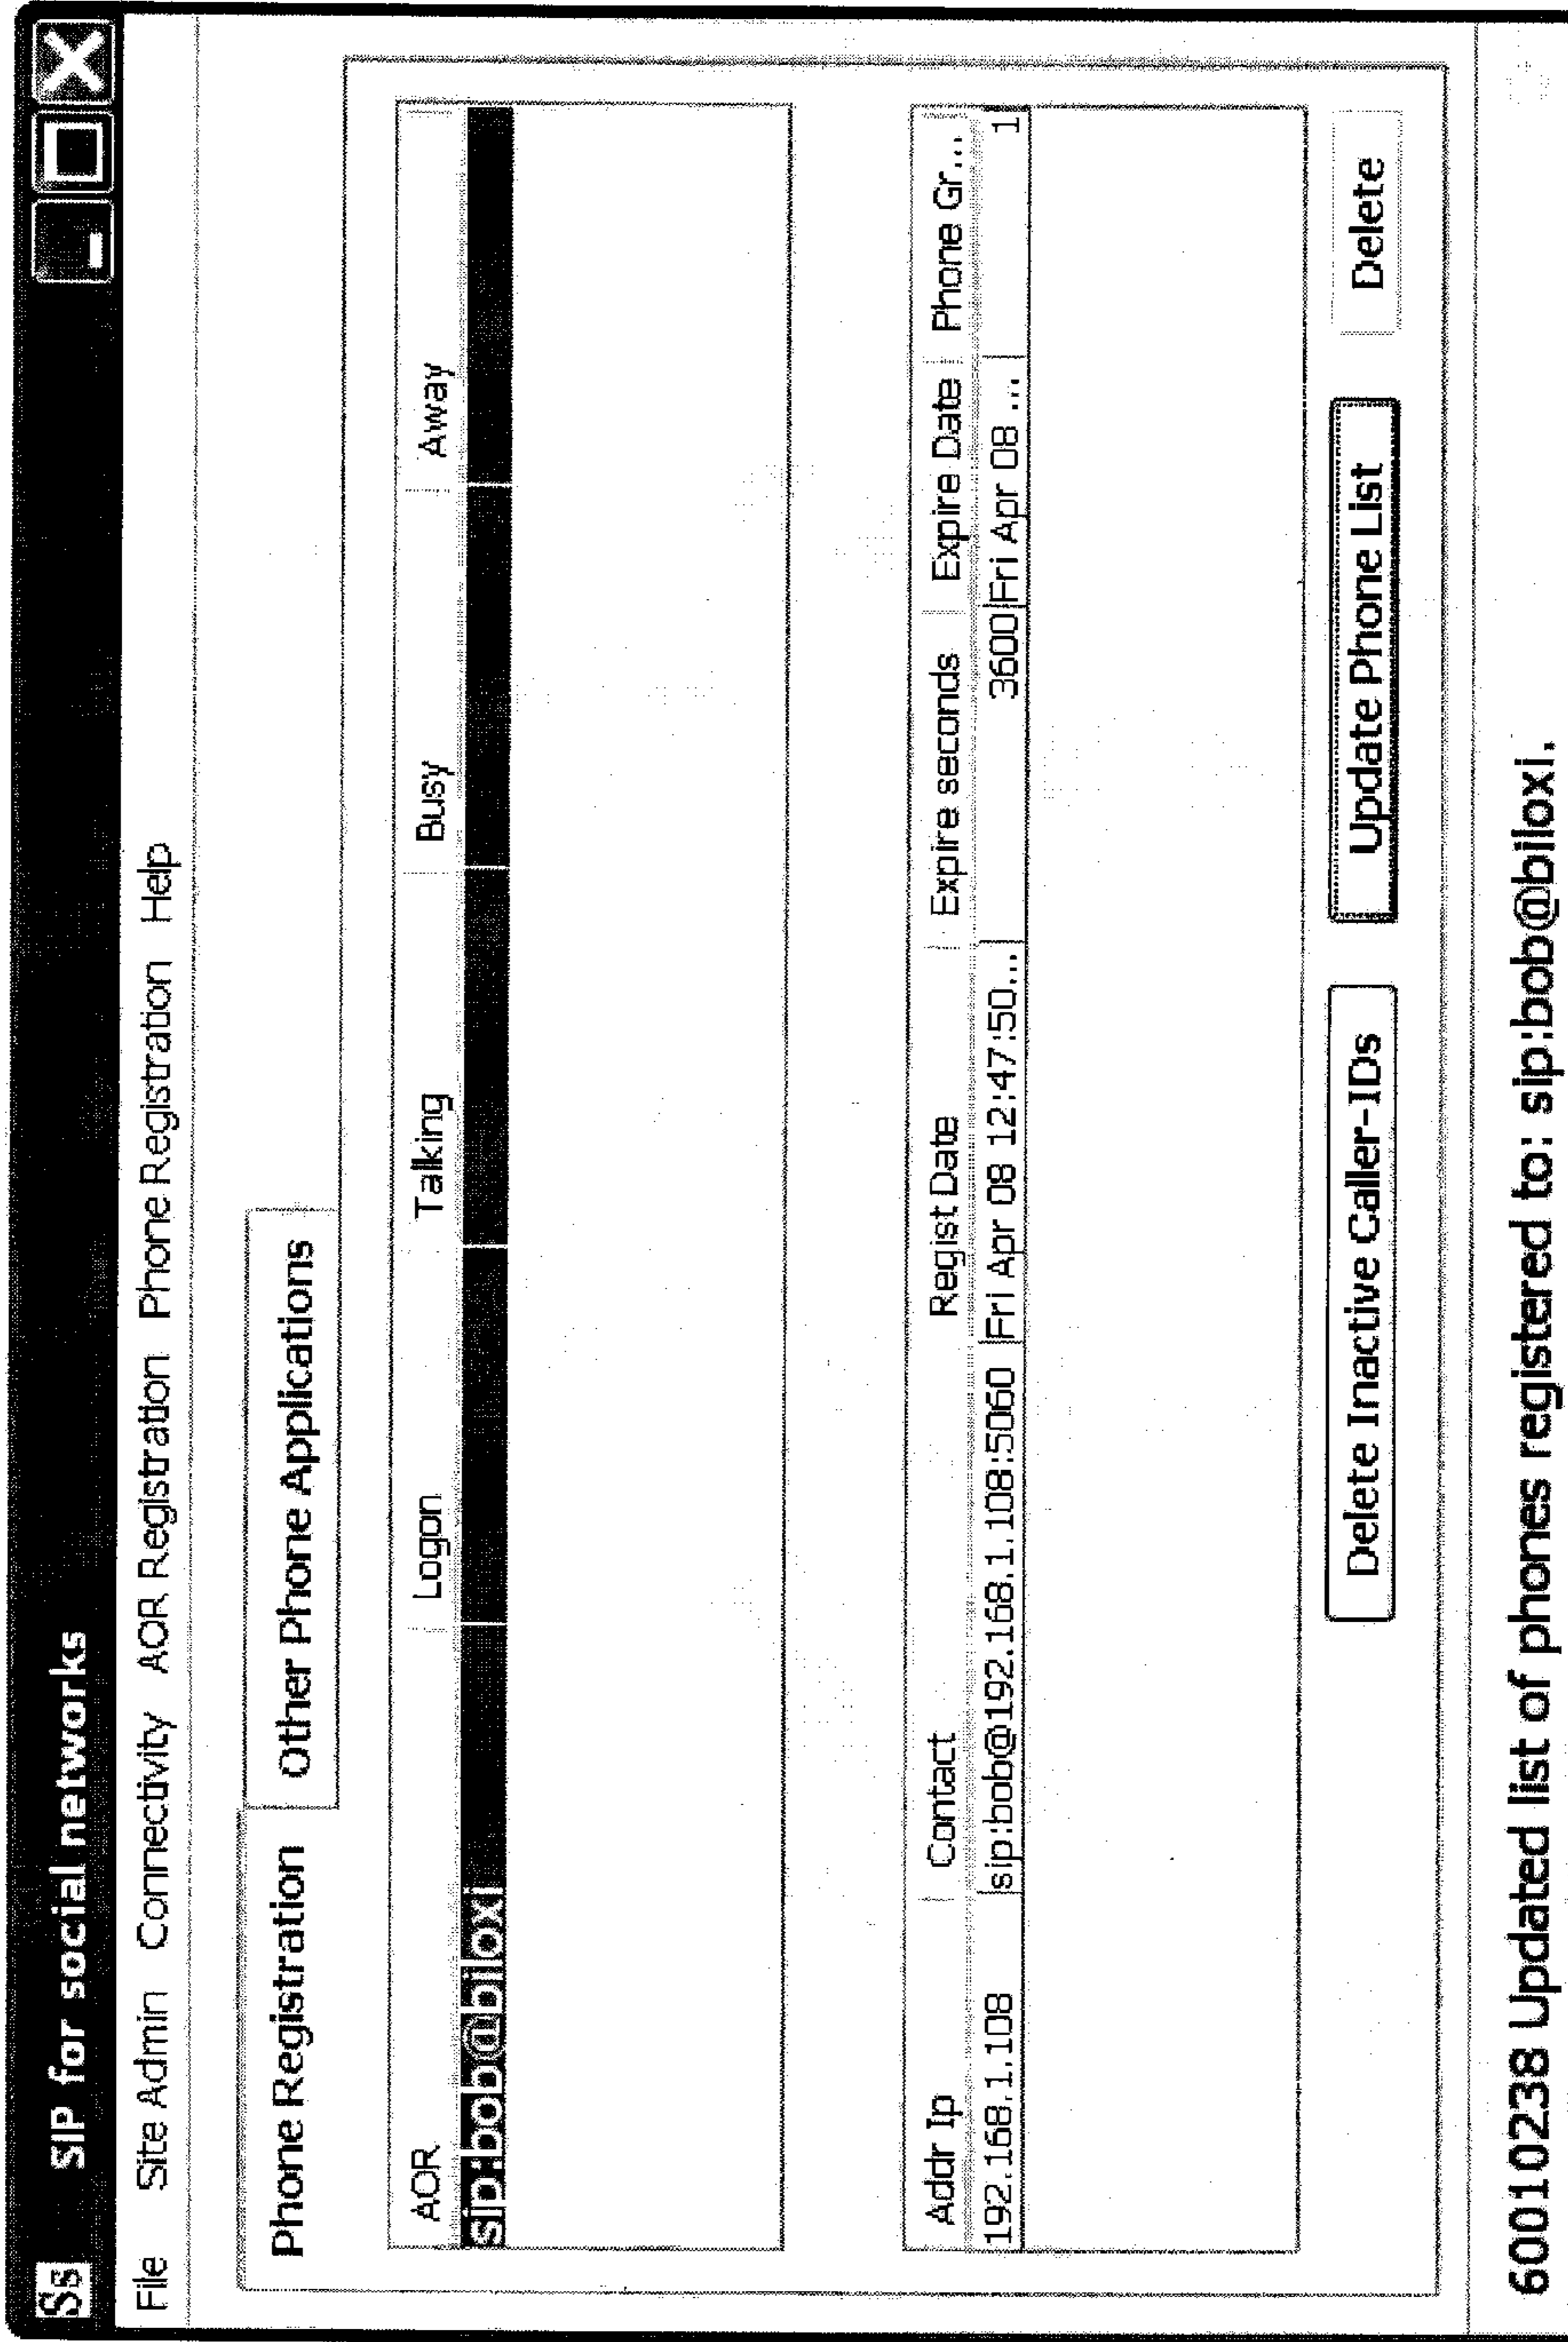 Ss SIP for social networks
File Site Admin Connectivity AOR Registration Phone Registration Help
Phone Registration Other Phone Applications
AOR Logon Talking Busy Away
sip:bob@biloxi
Addr Ip Contact Regist Date Expire seconds Expire Date Phone Gr...
192.168.1.108 sip:bob@192.168.1.108:5060 Fri Apr 08 12:47:50... 3600 Fri Apr 08 ... 1
Delete Inactive Caller-IDs Update Phone List Delete
60010238 Updated list of phones registered to: sip:bob@biloxi.